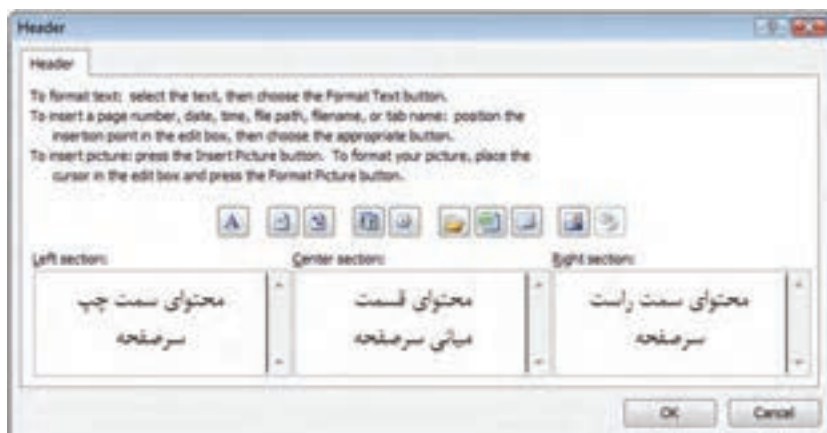 Header
Header
To format text: select the text, then choose the Format Text button.
To insert a page number, date, time, file path, filename, or tab name: position the
insertion point in the edit box, then choose the appropriate button.
To insert picture: press the Insert Picture button. To format your picture, place the
cursor in the edit box and press the Format Picture button.
A
Left section:
Center section:
Right section:
محتوای سمت چپ
سرصفحه
محتوای قسمت
میانی سرصفحه
محتوای سمت راست
سرصفحه
OK
Cancel